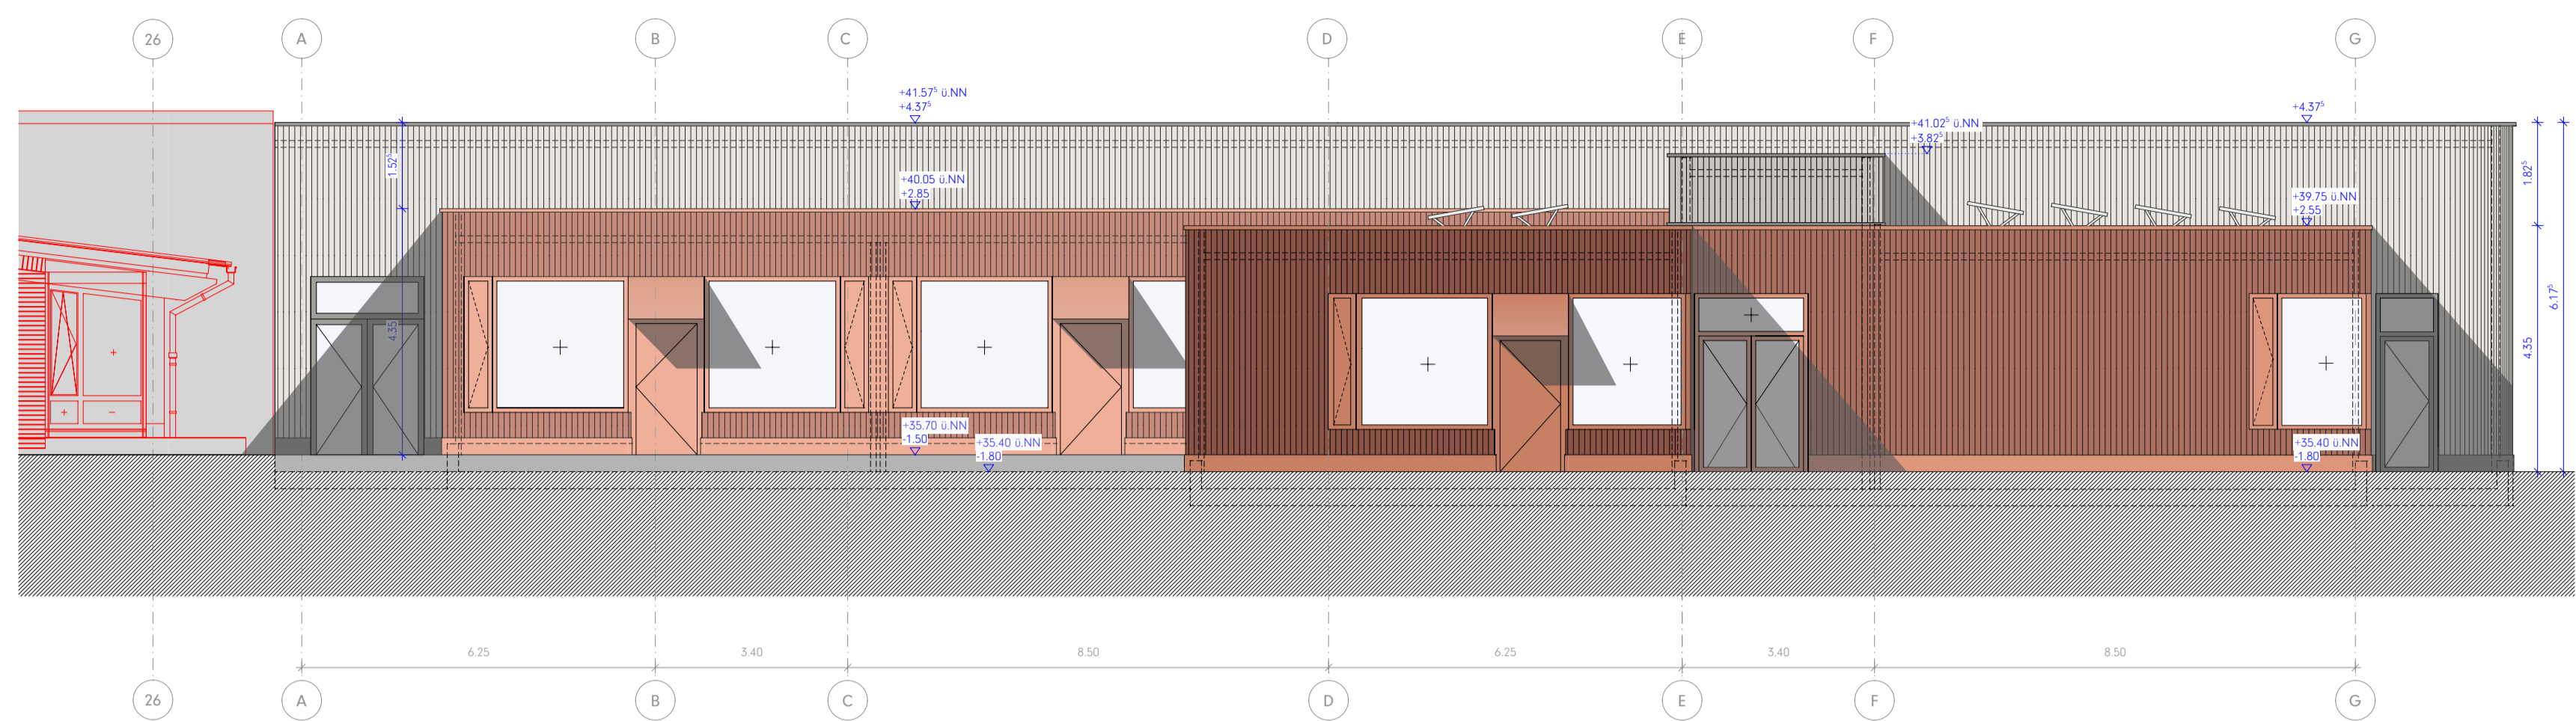 26
A
B
C
D
E
F
G
+41.57⁵ ü.NN
+4.37⁵
+4.37⁵
+41.02⁵ ü.NN
+3.82⁵
1.52⁵
1.82⁵
+40.05 ü.NN
+2.85
+39.75 ü.NN
+2.55
6.17⁵
4.35
4.35
+35.70 ü.NN
-1.50
+35.40 ü.NN
-1.80
+35.40 ü.NN
-1.80
6.25
3.40
8.50
6.25
3.40
8.50
26
A
B
C
D
E
F
G